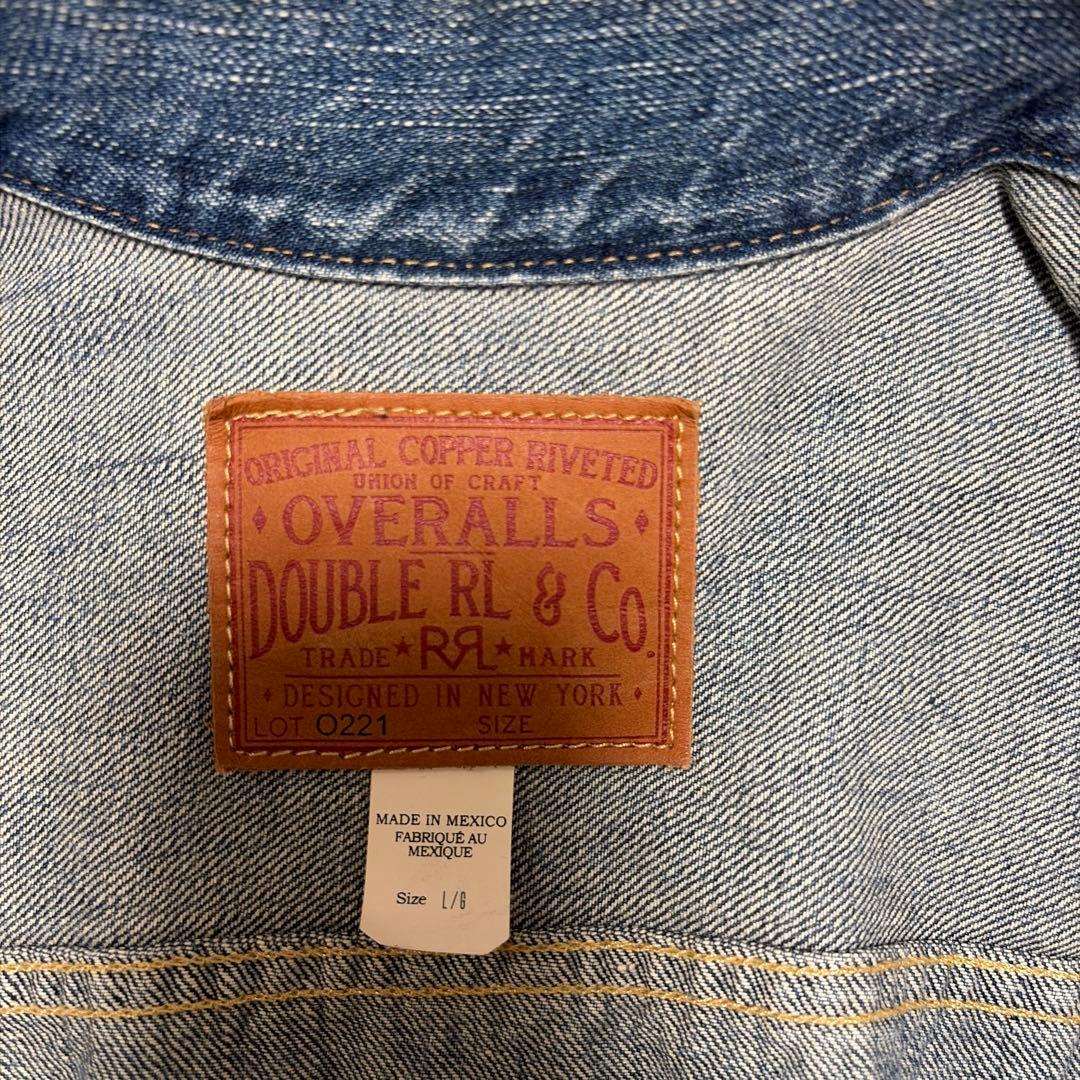 ORIGINAL COPPER RIVETED
UNION OF CRAFT
OVERALLS
DOUBLE RL & Co.
TRADE ★ RRL ★ MARK
DESIGNED IN NEW YORK
LOT 0221 SIZE
MADE IN MEXICO
FABRIQUÉ AU
MEXIQUE
Size L/G